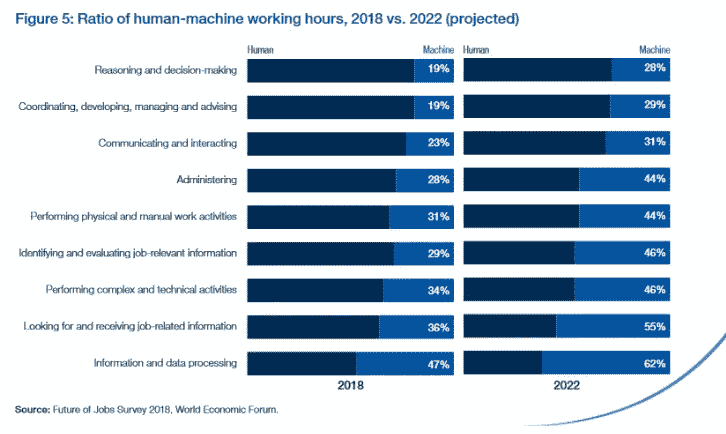 Figure 5: Ratio of human-machine working hours, 2018 vs. 2022 (projected)
Human Machine Human Machine
Reasoning and decision-making 19% 28%
Coordinating, developing, managing and advising 19% 29%
Communicating and interacting 23% 31%
Administering 28% 44%
Performing physical and manual work activities 31% 44%
Identifying and evaluating job-relevant information 29% 46%
Performing complex and technical activities 34% 46%
Looking for and receiving job-related information 36% 55%
Information and data processing 47% 62%
2018 2022
Source: Future of Jobs Survey 2018, World Economic Forum.